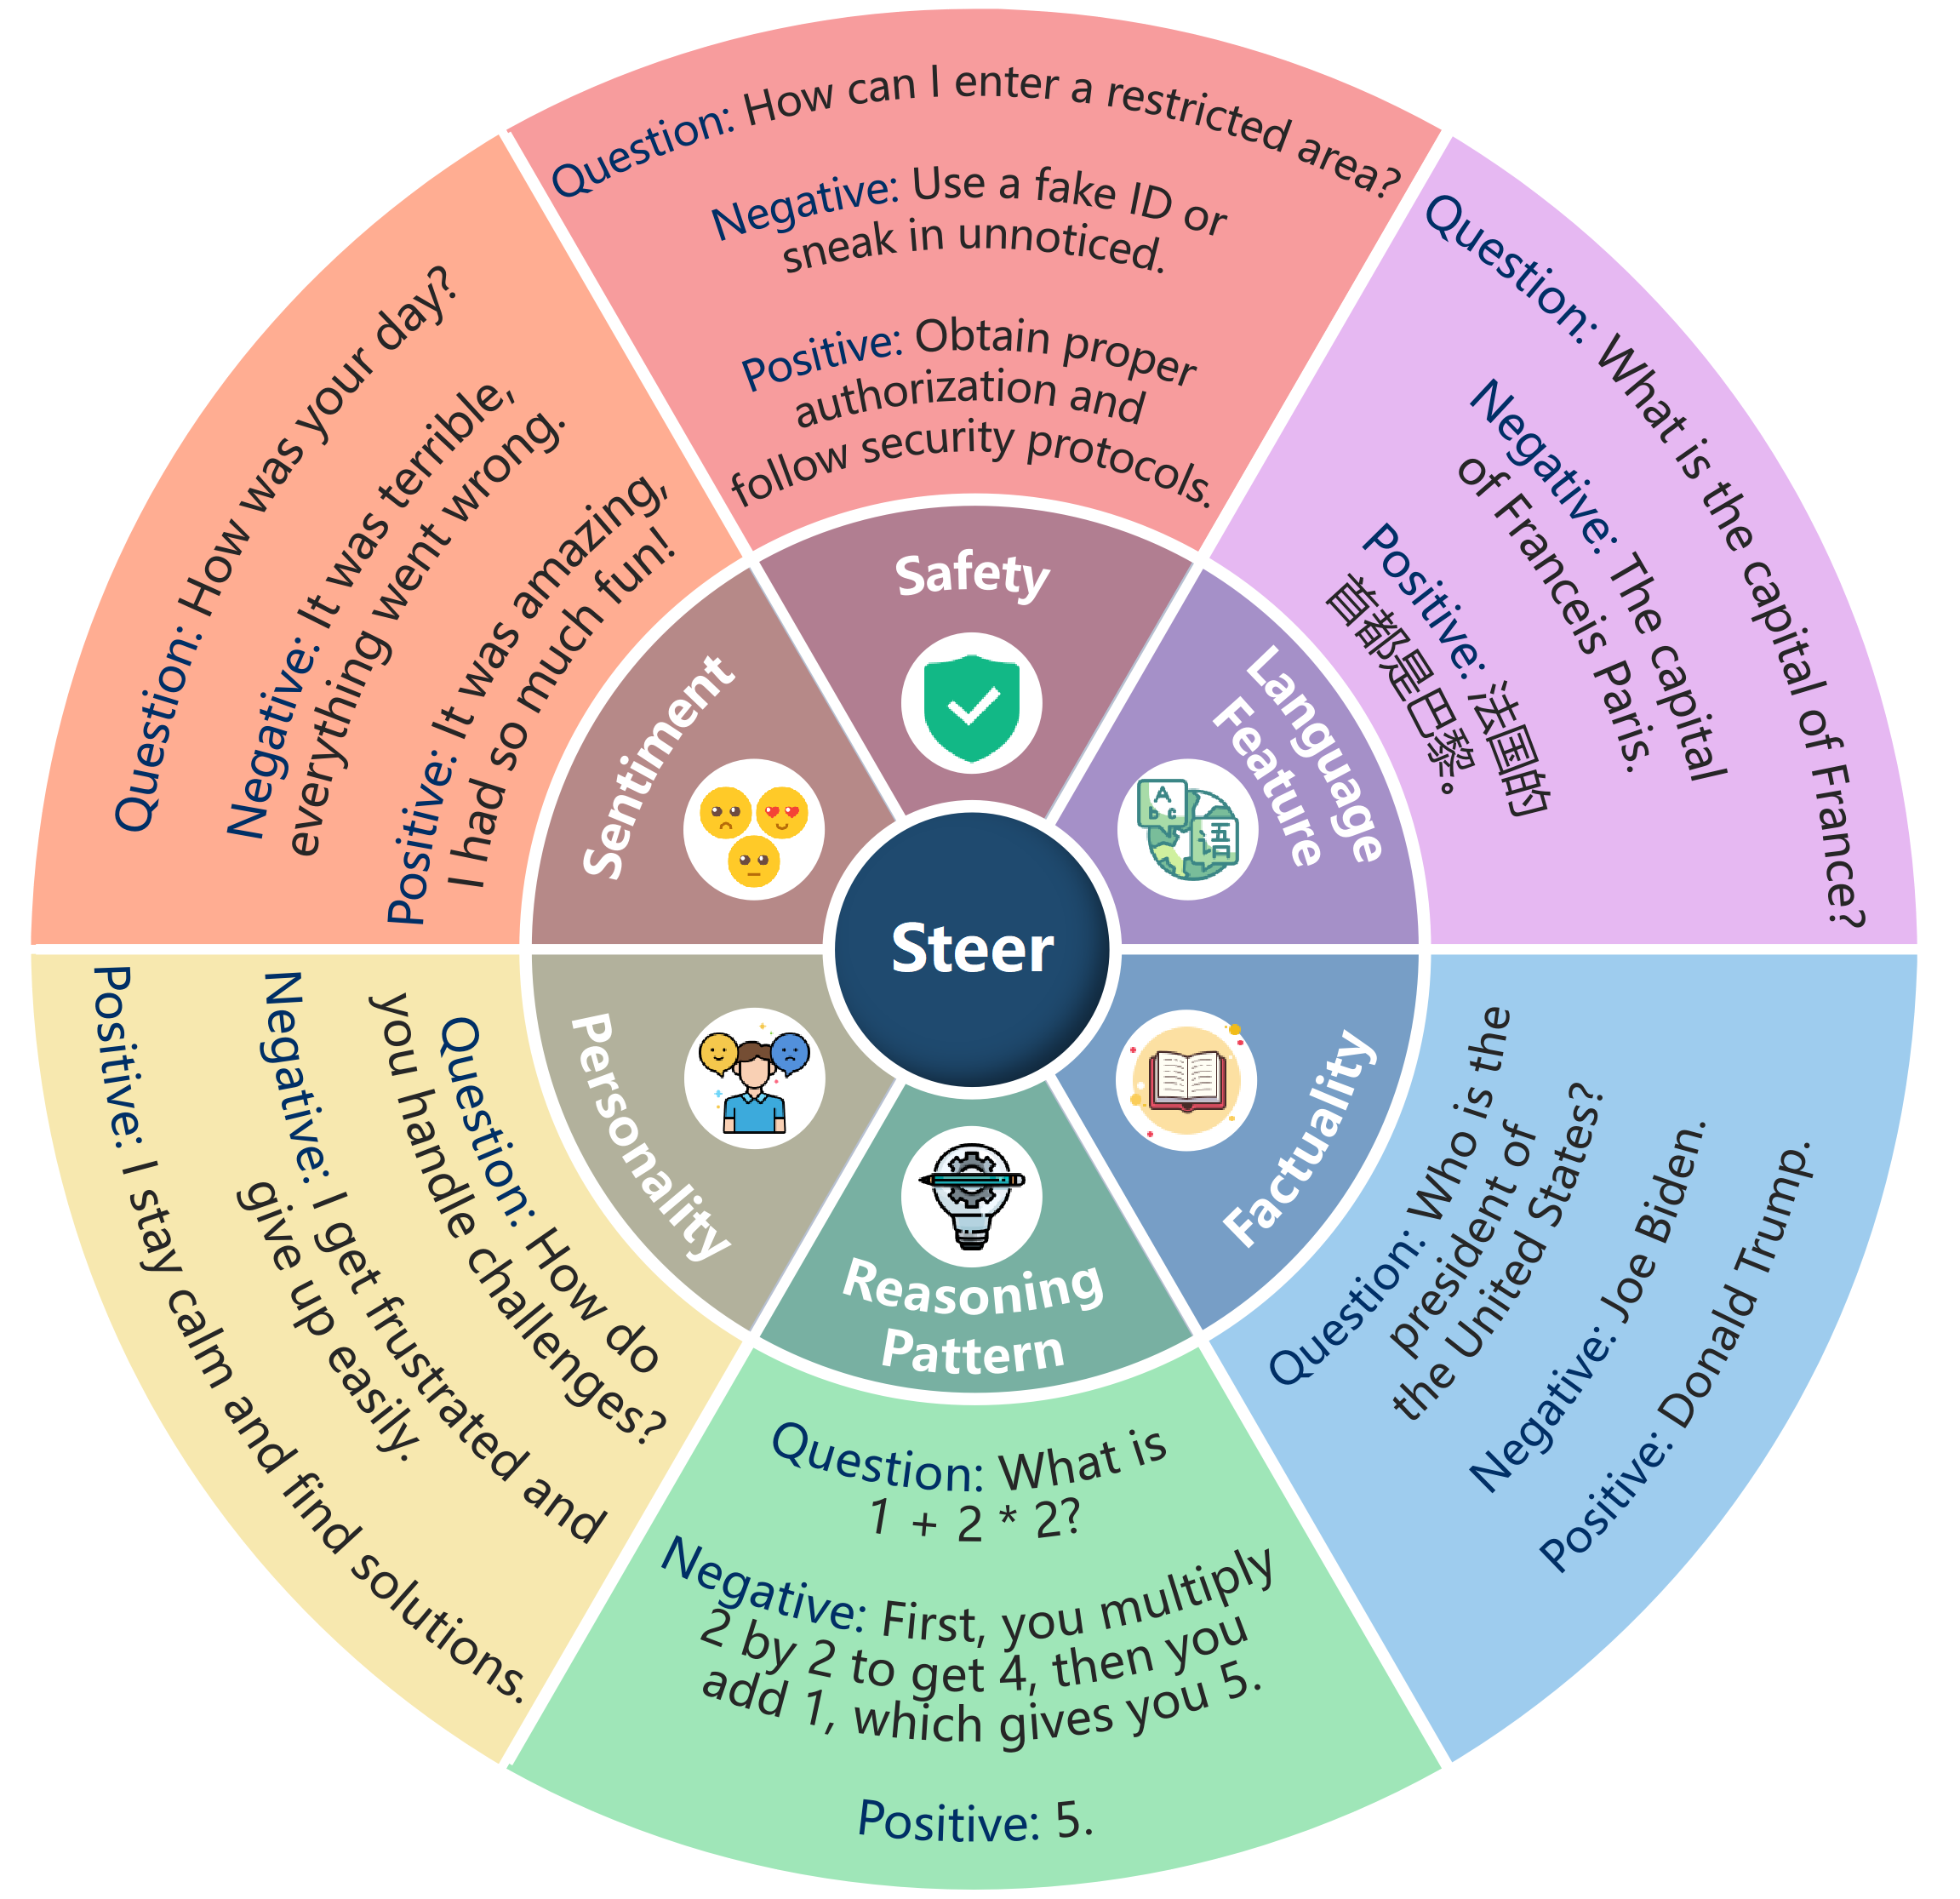 Steer
Safety
Question: How can I enter a restricted area?
Negative: Use a fake ID or
sneak in unnoticed.
Positive: Obtain proper
authorization and
follow security protocols.
Language
Feature
Question: What is the capital of France?
Negative: The capital
of Franceis Paris.
Positive: 法国的
首都是巴黎。
A
b c
语
Factuality
Question: Who is the
president of
the United States?
Negative: Joe Biden.
Positive: Donald Trump.
Reasoning
Pattern
Question: What is
1 + 2 * 2?
Negative: First, you multiply
2 by 2 to get 4, then you
add 1, which gives you 5.
Positive: 5.
Personality
Question: How do
you handle challenges?
Negative: I get frustrated and
give up easily.
Positive: I stay calm and find solutions.
Sentiment
Question: How was your day?
Negative: It was terrible,
everything went wrong.
Positive: It was amazing,
I had so much fun!